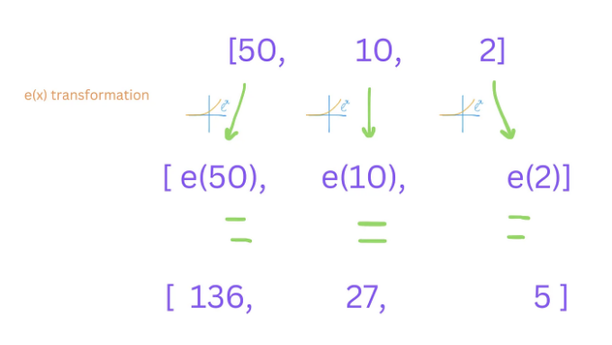 [50, 10, 2]
e(x) transformation
[ e(50), e(10), e(2)]
= = =
[ 136, 27, 5 ]